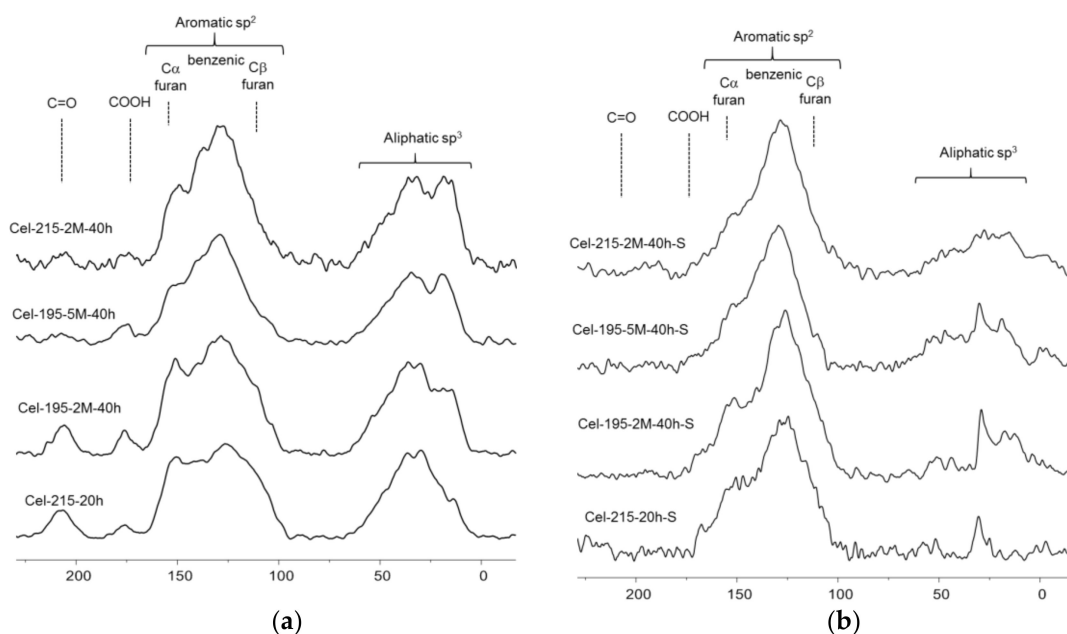 Aromatic sp²
benzenic
Cα
furan
Cβ
furan
C=O
COOH
Aliphatic sp³
Cel-215-2M-40h
Cel-195-5M-40h
Cel-195-2M-40h
Cel-215-20h
200
150
100
50
0
(a)
Aromatic sp²
benzenic
Cα
furan
Cβ
furan
C=O
COOH
Aliphatic sp³
Cel-215-2M-40h-S
Cel-195-5M-40h-S
Cel-195-2M-40h-S
Cel-215-20h-S
200
150
100
50
0
(b)